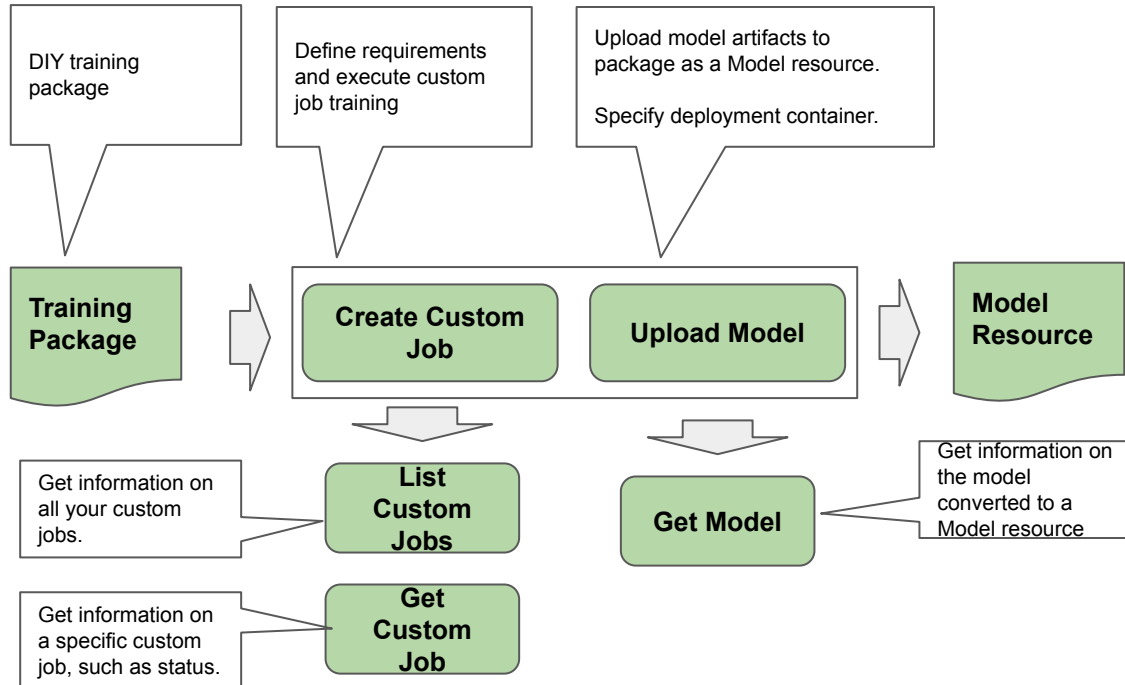 DIY training
package
Define requirements
and execute custom
job training
Upload model artifacts to
package as a Model resource.
Specify deployment container.
Training
Package
Create Custom
Job
Upload Model
Model
Resource
Get information on
all your custom
jobs.
List
Custom
Jobs
Get Model
Get information on
the model
converted to a
Model resource
Get information on
a specific custom
job, such as status.
Get
Custom
Job